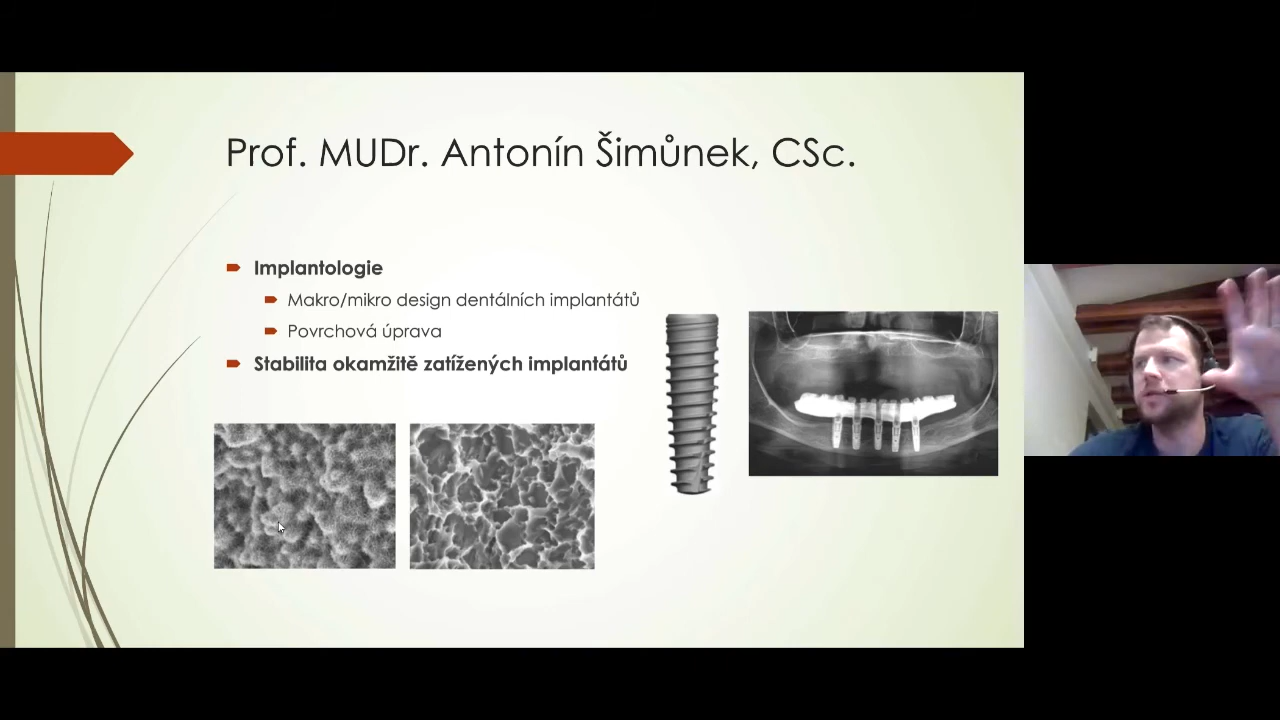 Prof. MUDr. Antonín Šimůnek, CSc.
Implantologie
Makro/mikro design dentálních implantátů
Povrchová úprava
Stabilita okamžitě zatížených implantátů